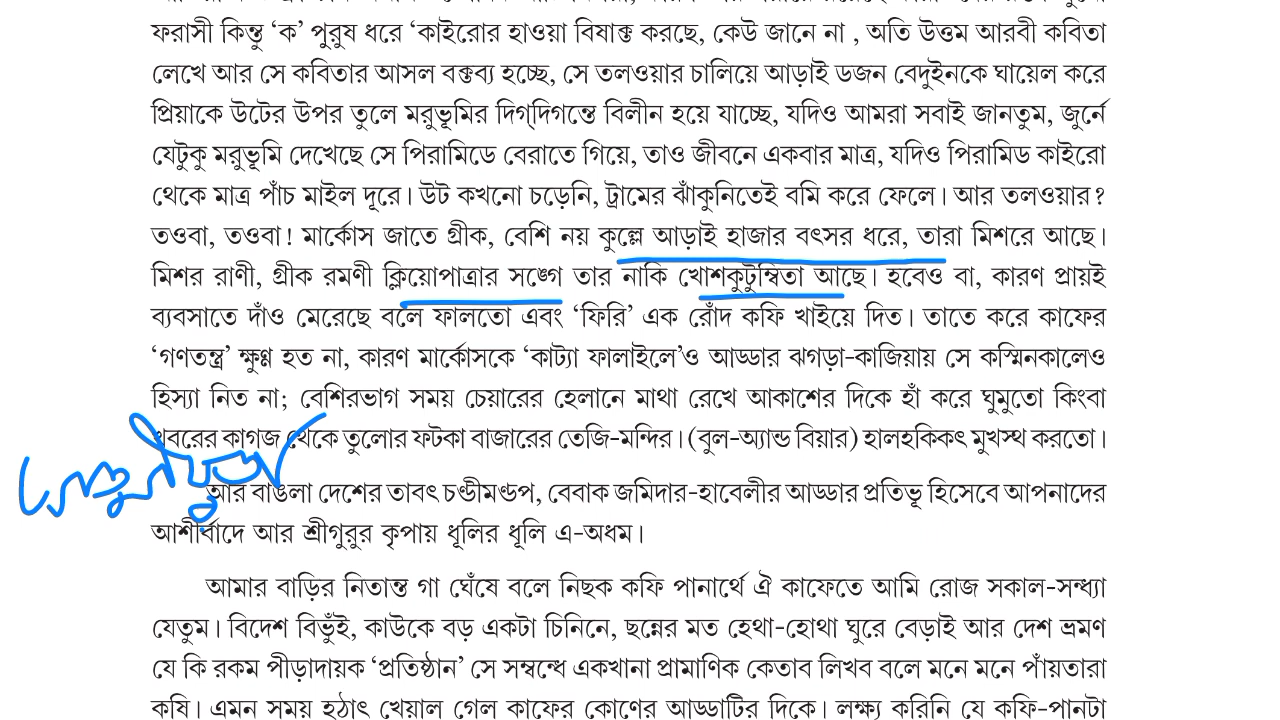 ফরাসী কিন্তু ‘ক’ পুরুষ ধরে ‘কাইরোর হাওয়া বিষাক্ত করছে, কেউ জানে না , অতি উত্তম আরবী কবিতা
লেখে আর সে কবিতার আসল বক্তব্য হচ্ছে, সে তলওয়ার চালিয়ে আড়াই ডজন বেদুইনকে ঘায়েল করে
প্রিয়াকে উটের উপর তুলে মরুভূমির দিগ্‌দিগন্তে বিলীন হয়ে যাচ্ছে, যদিও আমরা সবাই জানতুম, জুর্নে
যেটুকু মরুভূমি দেখেছে সে পিরামিডে বেরাতে গিয়ে, তাও জীবনে একবার মাত্র, যদিও পিরামিড কাইরো
থেকে মাত্র পাঁচ মাইল দূরে। উট কখনো চড়েনি, ট্রামের ঝাঁকুনিতেই বমি করে ফেলে। আর তলওয়ার?
তওবা, তওবা! মার্কোস জাতে গ্রীক, বেশি নয় কুল্লে আড়াই হাজার বৎসর ধরে, তারা মিশরে আছে।
মিশর রাণী, গ্রীক রমণী ক্লিয়োপাত্রার সঙ্গে তার নাকি খোশকুটুম্বিতা আছে। হবেও বা, কারণ প্রায়ই
ব্যবসাতে দাঁও মেরেছে বলে ফালতো এবং ‘ফিরি’ এক রোঁদ কফি খাইয়ে দিত। তাতে করে কাফের
‘গণতন্ত্র’ ক্ষুণ্ণ হত না, কারণ মার্কোসকে ‘কাট্যা ফালাইলে’ও আড্ডার ঝগড়া-কাজিয়ায় সে কস্মিনকালেও
হিস্যা নিত না; বেশিরভাগ সময় চেয়ারের হেলানে মাথা রেখে আকাশের দিকে হাঁ করে ঘুমুতো কিংবা
খবরের কাগজ থেকে তুলোর ফটকা বাজারের তেজি-মন্দির। (বুল-অ্যান্ড বিয়ার) হালহকিকৎ মুখস্থ করতো।
আর বাঙলা দেশের তাবৎ চণ্ডীমণ্ডপ, বেবাক জমিদার-হাবেলীর আড্ডার প্রতিভূ হিসেবে আপনাদের
আশীর্বাদে আর শ্রীগুরুর কৃপায় ধূলির ধূলি এ-অধম।
আমার বাড়ির নিতান্ত গা ঘেঁষে বলে নিছক কফি পানার্থে ঐ কাফেতে আমি রোজ সকাল-সন্ধ্যা
যেতুম। বিদেশ বিভুঁই, কাউকে বড় একটা চিনিনে, ছন্নের মত হেথা-হোথা ঘুরে বেড়াই আর দেশ ভ্রমণ
যে কি রকম পীড়াদায়ক ‘প্রতিষ্ঠান’ সে সম্বন্ধে একখানা প্রামাণিক কেতাব লিখব বলে মনে মনে পাঁয়তারা
কষি। এমন সময় হঠাৎ খেয়াল গেল কাফের কোণের আড্ডাটির দিকে। লক্ষ্য করিনি যে কফি-পানটা